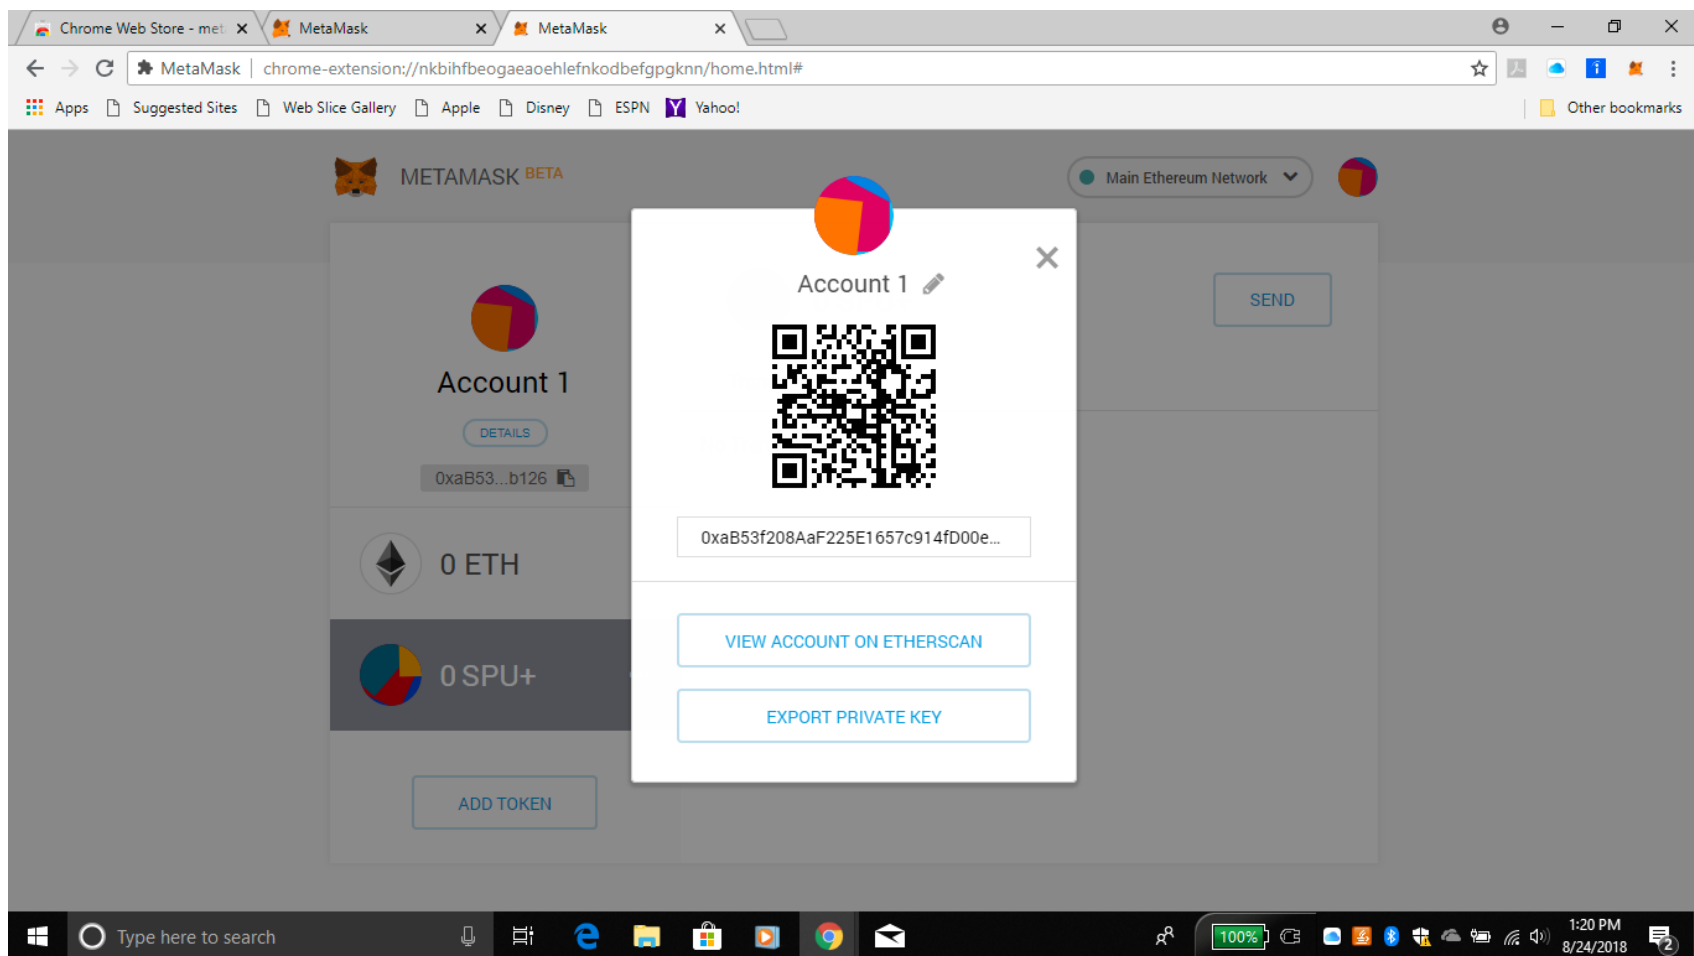 Chrome Web Store - met
MetaMask
MetaMask
MetaMask
chrome-extension://nkbihfbeogaeaoehlefnkodbefgpgknn/home.html#
Apps
Suggested Sites
Web Slice Gallery
Apple
Disney
ESPN
Yahoo!
Other bookmarks
METAMASK BETA
Main Ethereum Network
Account 1
DETAILS
0xaB53...b126
0 ETH
0 SPU+
ADD TOKEN
Account 1
0xaB53f208AaF225E1657c914fD00e...
VIEW ACCOUNT ON ETHERSCAN
EXPORT PRIVATE KEY
SEND
Type here to search
100%
1:20 PM
8/24/2018
2